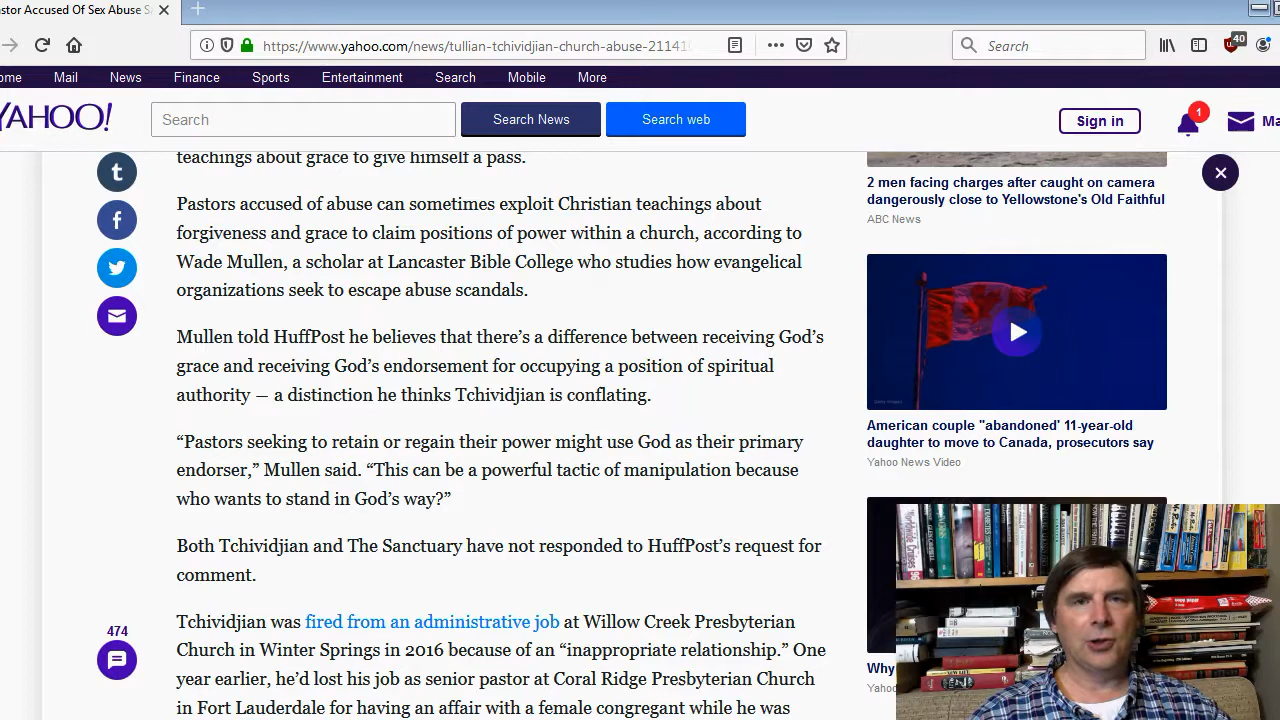 stor Accused Of Sex Abuse S
https://www.yahoo.com/news/tullian-tchividjian-church-abuse-21141
Search
40
ome Mail News Finance Sports Entertainment Search Mobile More
YAHOO!
Search
Search News
Search web
Sign in
1
Ma
teachings about grace to give himself a pass.
Pastors accused of abuse can sometimes exploit Christian teachings about
forgiveness and grace to claim positions of power within a church, according to
Wade Mullen, a scholar at Lancaster Bible College who studies how evangelical
organizations seek to escape abuse scandals.
Mullen told HuffPost he believes that there’s a difference between receiving God’s
grace and receiving God’s endorsement for occupying a position of spiritual
authority — a distinction he thinks Tchividjian is conflating.
“Pastors seeking to retain or regain their power might use God as their primary
endorser,” Mullen said. “This can be a powerful tactic of manipulation because
who wants to stand in God’s way?”
Both Tchividjian and The Sanctuary have not responded to HuffPost’s request for
comment.
Tchividjian was fired from an administrative job at Willow Creek Presbyterian
Church in Winter Springs in 2016 because of an “inappropriate relationship.” One
year earlier, he’d lost his job as senior pastor at Coral Ridge Presbyterian Church
in Fort Lauderdale for having an affair with a female congregant while he was
474
2 men facing charges after caught on camera
dangerously close to Yellowstone's Old Faithful
ABC News
American couple "abandoned' 11-year-old
daughter to move to Canada, prosecutors say
Yahoo News Video
Why
Yahoo